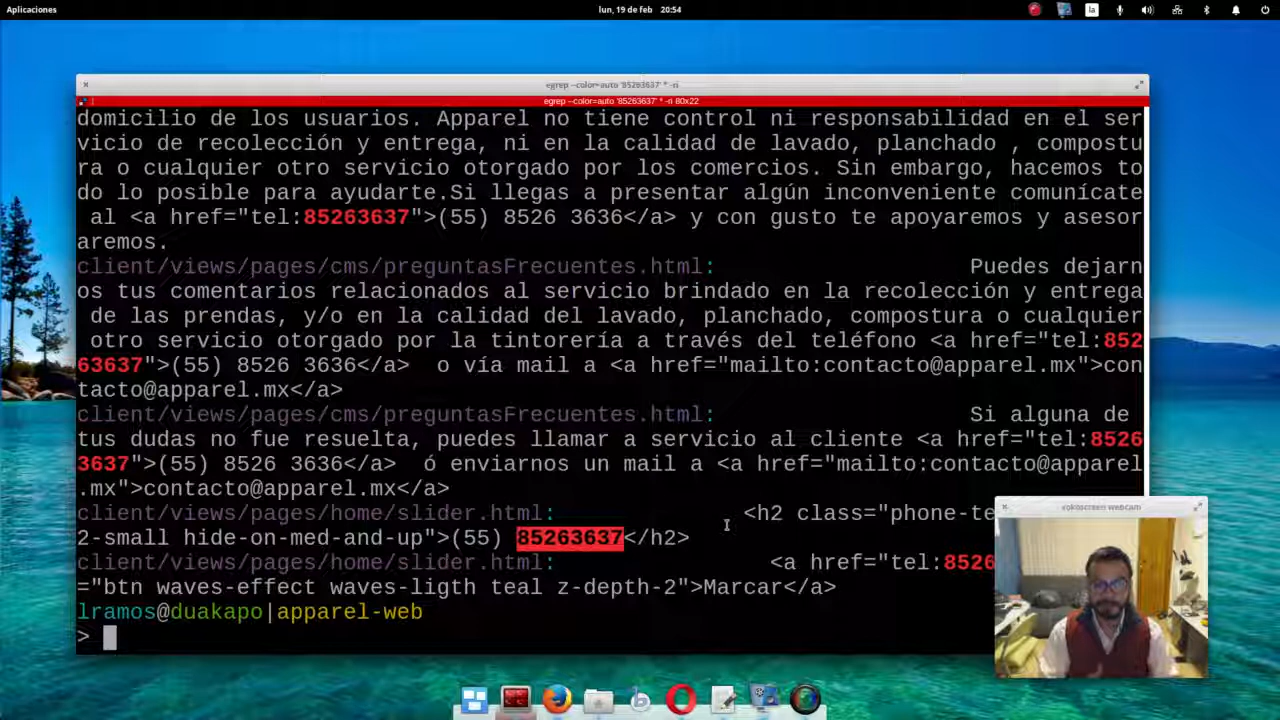 Aplicaciones
lun, 19 de feb 20:54
la
egrep --color=auto '85263637' * -ri
egrep --color=auto '85263637' * -ri 80x22
domicilio de los usuarios. Apparel no tiene control ni responsabilidad en el ser
vicio de recolección y entrega, ni en la calidad de lavado, planchado , compostu
ra o cualquier otro servicio otorgado por los comercios. Sin embargo, hacemos to
do lo posible para ayudarte.Si llegas a presentar algún inconveniente comunícate
al <a href="tel:85263637">(55) 8526 3636</a> y con gusto te apoyaremos y asesor
aremos.
client/views/pages/cms/preguntasFrecuentes.html: Puedes dejarn
os tus comentarios relacionados al servicio brindado en la recolección y entrega
de las prendas, y/o en la calidad del lavado, planchado, compostura o cualquier
otro servicio otorgado por la tintorería a través del teléfono <a href="tel:852
63637">(55) 8526 3636</a>  o vía mail a <a href="mailto:contacto@apparel.mx">con
tacto@apparel.mx</a>
client/views/pages/cms/preguntasFrecuentes.html: Si alguna de
tus dudas no fue resuelta, puedes llamar a servicio al cliente <a href="tel:8526
3637">(55) 8526 3636</a>  ó enviarnos un mail a <a href="mailto:contacto@apparel
.mx">contacto@apparel.mx</a>
client/views/pages/home/slider.html: <h2 class="phone-te
2-small hide-on-med-and-up">(55) 85263637</h2>
client/views/pages/home/slider.html: <a href="tel:8526
="btn waves-effect waves-ligth teal z-depth-2">Marcar</a>
lramos@duakapo|apparel-web
>
vokoscreen webcam